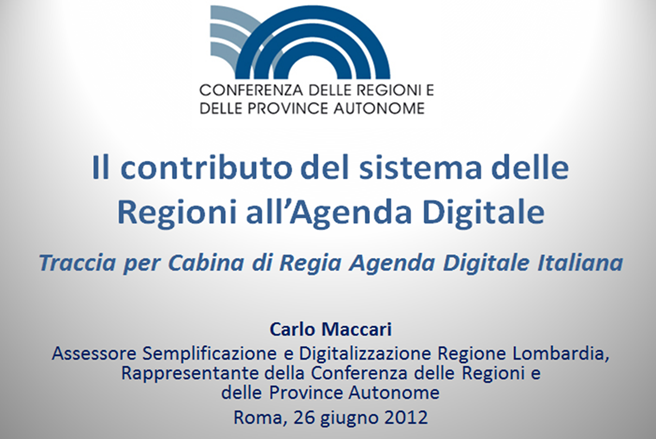 CONFERENZA DELLE REGIONI E
DELLE PROVINCE AUTONOME
Il contributo del sistema delle
Regioni all'Agenda Digitale
Traccia per Cabina di Regia Agenda Digitale Italiana
Carlo Maccari
Assessore Semplificazione e Digitalizzazione Regione Lombardia,
Rappresentante della Conferenza delle Regioni e
delle Province Autonome
Roma, 26 giugno 2012